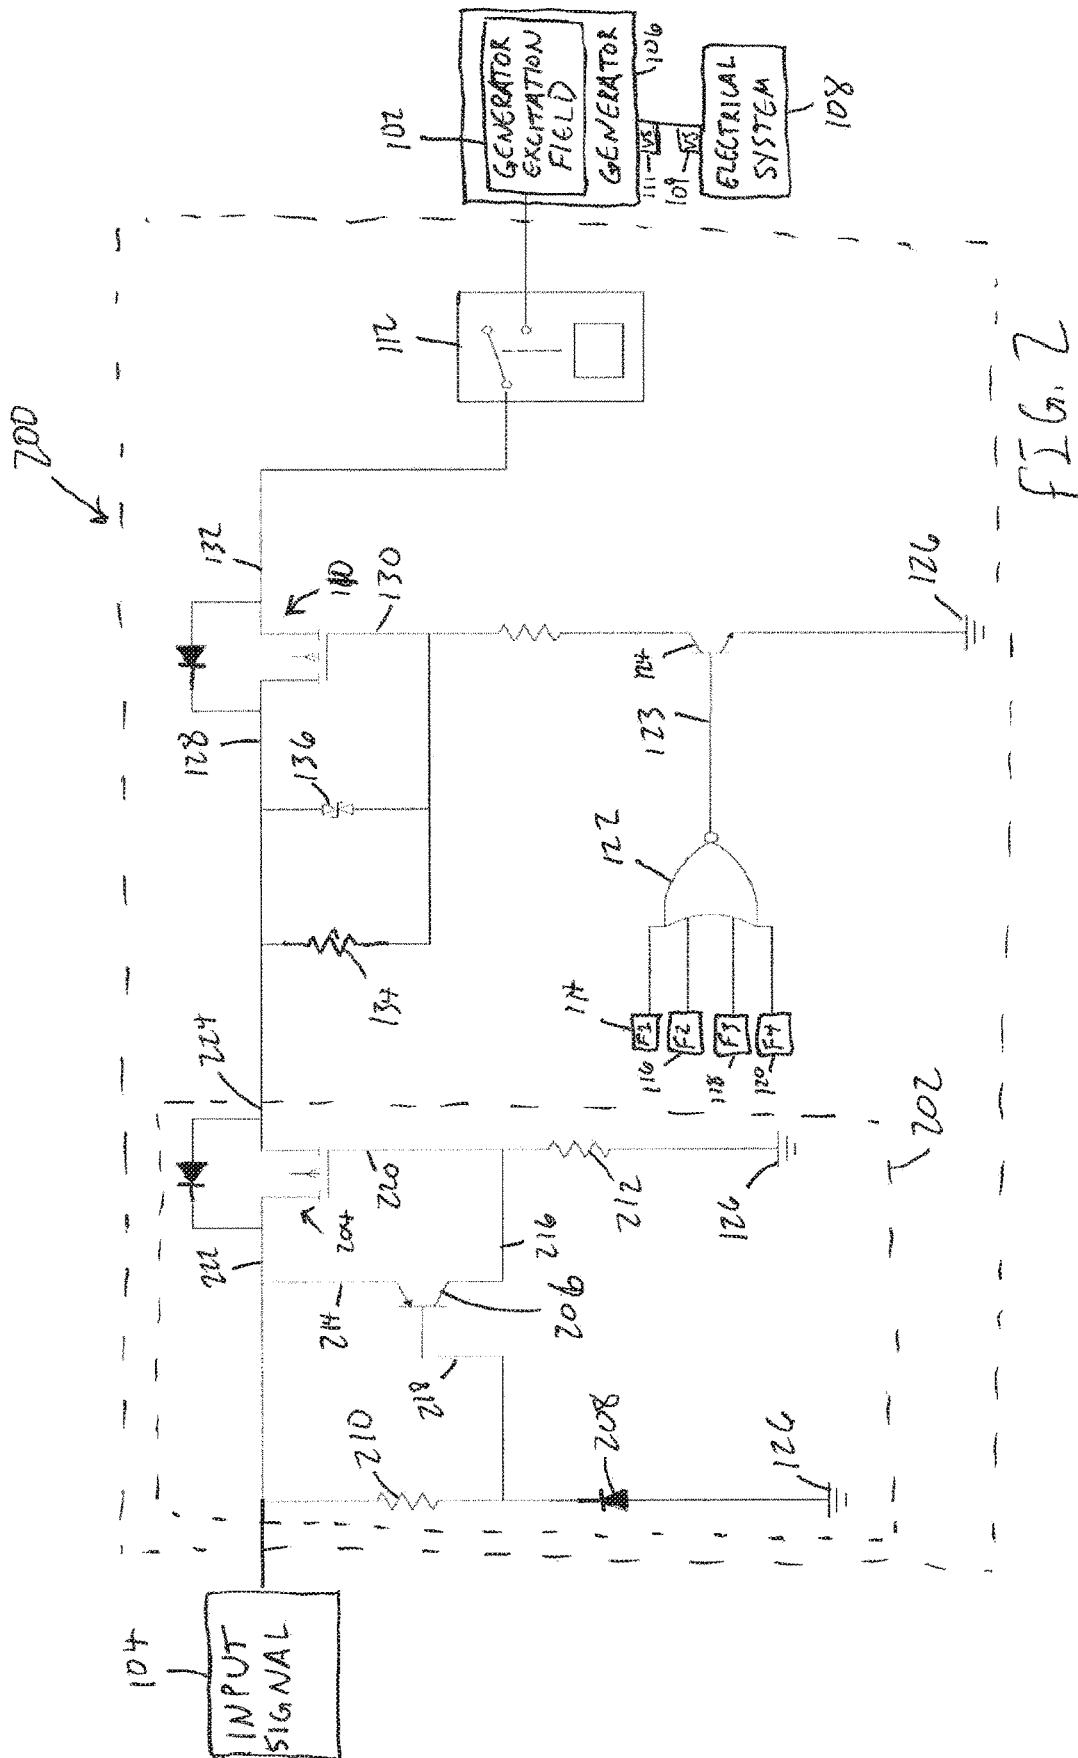 200
104
INPUT
SIGNAL
222
224
128
132
102
GENERATOR
EXCITATION
FIELD
GENERATOR
106
111
VS
109
VS
ELECTRICAL
SYSTEM
108
112
110
130
136
134
204
220
214
216
206
218
210
208
212
126
126
126
114
F1
116
F2
118
F3
120
F4
122
123
124
202
FIG. 2